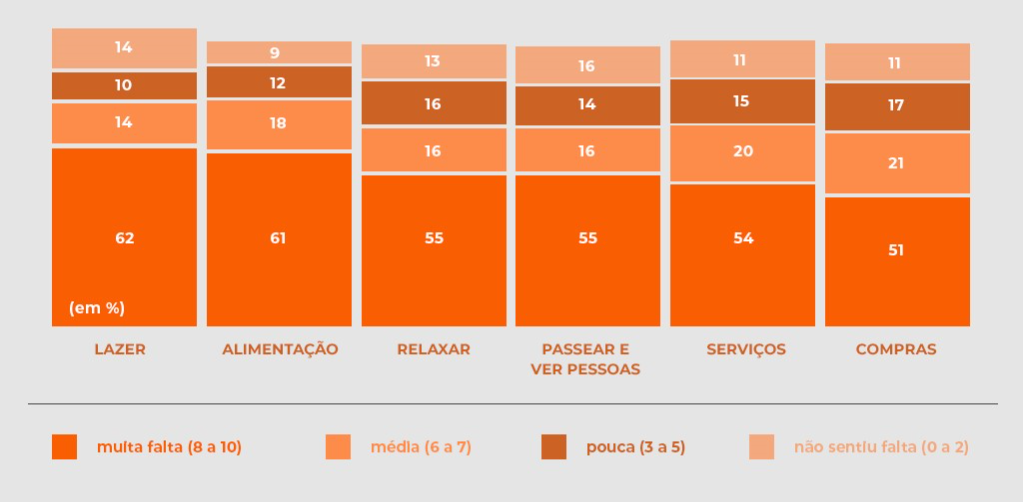 14
9
13
16
11
11
10
12
16
14
15
17
14
18
16
16
20
21
62
61
55
55
54
51
(em %)
LAZER
ALIMENTAÇÃO
RELAXAR
PASSEAR E
VER PESSOAS
SERVIÇOS
COMPRAS
muita falta (8 a 10)
média (6 a 7)
pouca (3 a 5)
não sentiu falta (0 a 2)